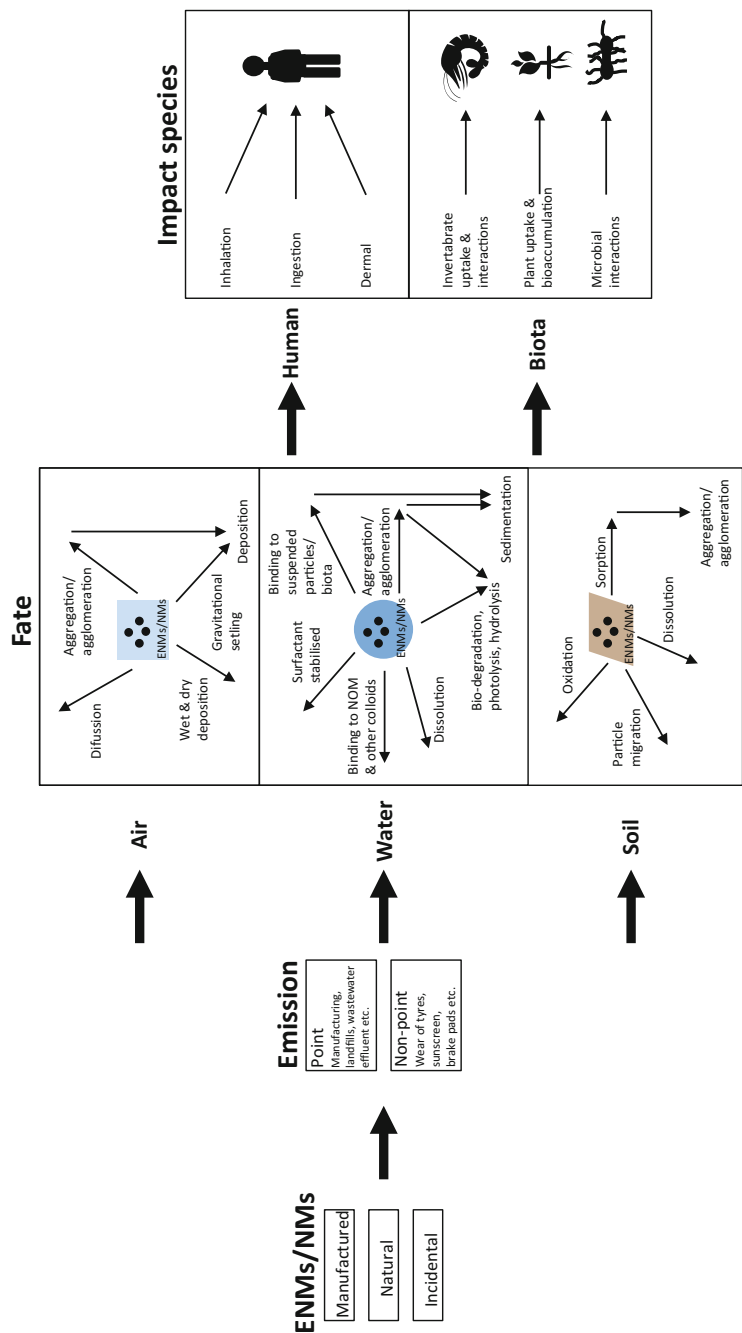 ENMs/NMs
Manufactured
Natural
Incidental
Emission
Point
Manufacturing,
landfills, wastewater
effluent etc.
Non-point
Wear of tyres,
sunscreen,
brake pads etc.
Air
Water
Soil
Fate
Difussion
Aggregation/
agglomeration
ENMs/NMs
Wet & dry
deposition
Gravitational
setling
Deposition
Surfactant
stabilised
Binding to
suspended
particles/
biota
Binding to NOM
& other colloids
ENMs/NMs
Aggregation/
agglomeration
Dissolution
Bio-degradation,
photolysis, hydrolysis
Sedimentation
Oxidation
Sorption
ENMs/NMs
Particle
migration
Dissolution
Aggregation/
agglomeration
Human
Biota
Impact species
Inhalation
Ingestion
Dermal
Invertabrate
uptake &
interactions
Plant uptake &
bioaccumulation
Microbial
interactions